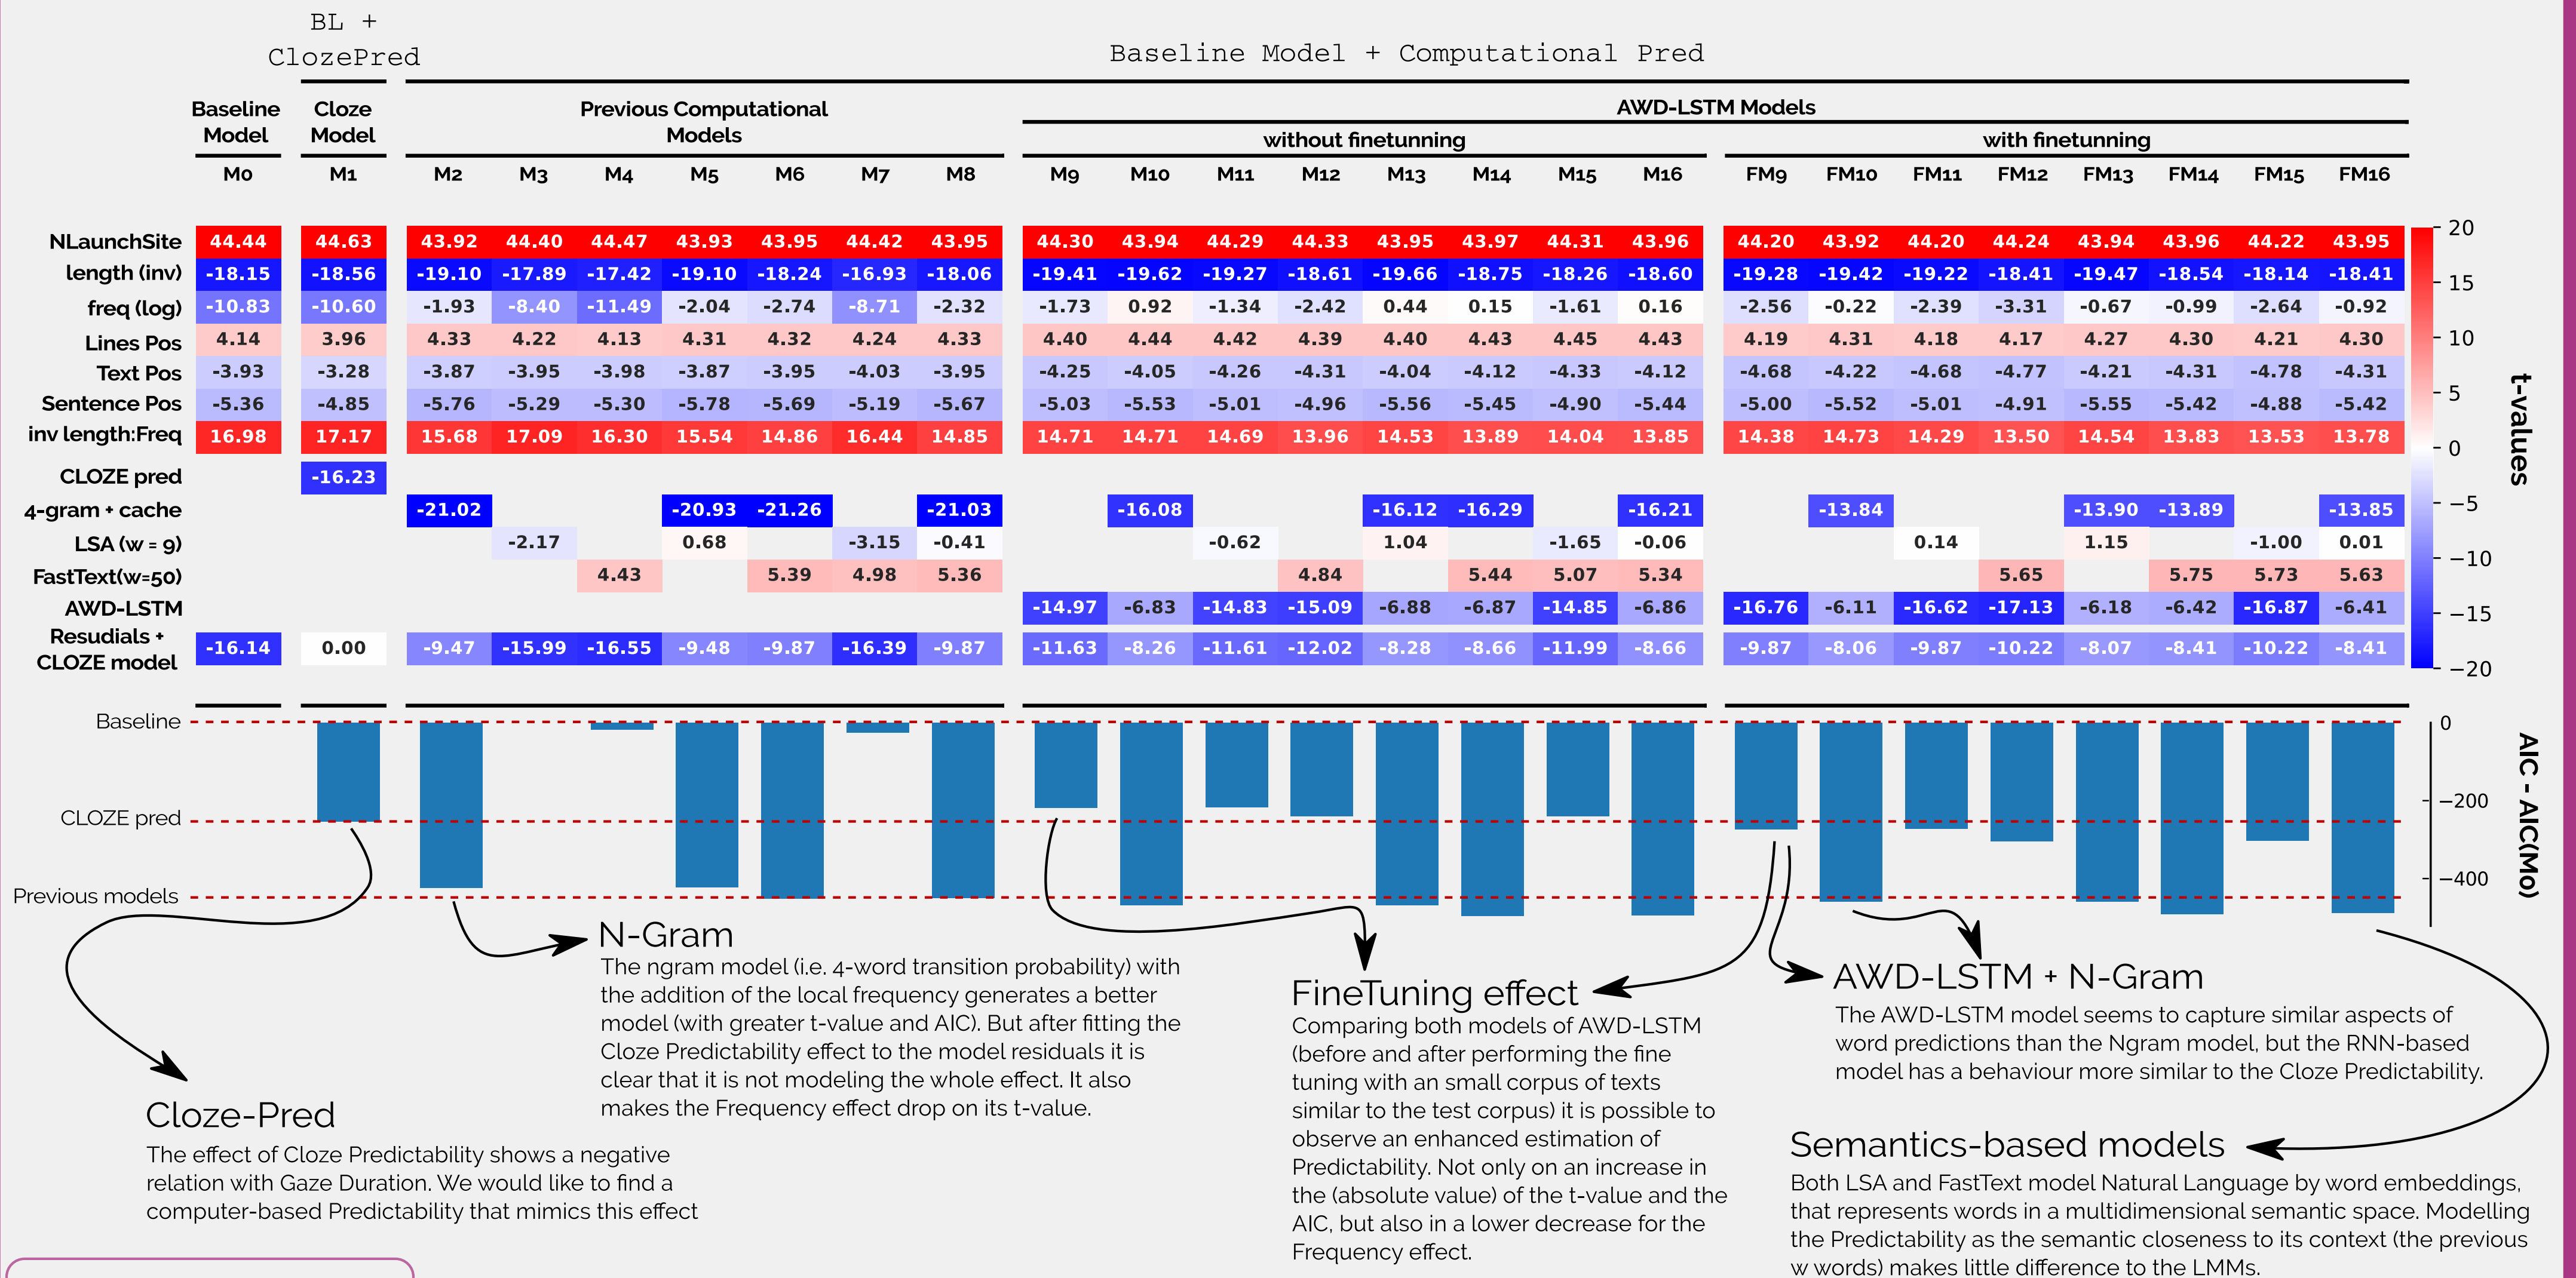 BL +
ClozePred
Baseline Model + Computational Pred
Baseline
Model
Cloze
Model
Previous Computational
Models
AWD-LSTM Models
without finetunning
with finetunning
M0 M1 M2 M3 M4 M5 M6 M7 M8 M9 M10 M11 M12 M13 M14 M15 M16 FM9 FM10 FM11 FM12 FM13 FM14 FM15 FM16
NLaunchSite 44.44 44.63 43.92 44.40 44.47 43.93 43.95 44.42 43.95 44.30 43.94 44.29 44.33 43.95 43.97 44.31 43.96 44.20 43.92 44.20 44.24 43.94 43.96 44.22 43.95
length (inv) -18.15 -18.56 -19.10 -17.89 -17.42 -19.10 -18.24 -16.93 -18.06 -19.41 -19.62 -19.27 -18.61 -19.66 -18.75 -18.26 -18.60 -19.28 -19.42 -19.22 -18.41 -19.47 -18.54 -18.14 -18.41
freq (log) -10.83 -10.60 -1.93 -8.40 -11.49 -2.04 -2.74 -8.71 -2.32 -1.73 0.92 -1.34 -2.42 0.44 0.15 -1.61 0.16 -2.56 -0.22 -2.39 -3.31 -0.67 -0.99 -2.64 -0.92
Lines Pos 4.14 3.96 4.33 4.22 4.13 4.31 4.32 4.24 4.33 4.40 4.44 4.42 4.39 4.40 4.43 4.45 4.43 4.19 4.31 4.18 4.17 4.27 4.30 4.21 4.30
Text Pos -3.93 -3.28 -3.87 -3.95 -3.98 -3.87 -3.95 -4.03 -3.95 -4.25 -4.05 -4.26 -4.31 -4.04 -4.12 -4.33 -4.12 -4.68 -4.22 -4.68 -4.77 -4.21 -4.31 -4.78 -4.31
Sentence Pos -5.36 -4.85 -5.76 -5.29 -5.30 -5.78 -5.69 -5.19 -5.67 -5.03 -5.53 -5.01 -4.96 -5.56 -5.45 -4.90 -5.44 -5.00 -5.52 -5.01 -4.91 -5.55 -5.42 -4.88 -5.42
inv length:Freq 16.98 17.17 15.68 17.09 16.30 15.54 14.86 16.44 14.85 14.71 14.71 14.69 13.96 14.53 13.89 14.04 13.85 14.38 14.73 14.29 13.50 14.54 13.83 13.53 13.78
CLOZE pred -16.23
4-gram + cache -21.02 -20.93 -21.26 -21.03 -16.08 -16.12 -16.29 -16.21 -13.84 -13.90 -13.89 -13.85
LSA (w = 9) -2.17 0.68 -3.15 -0.41 -0.62 1.04 -1.65 -0.06 0.14 1.15 -1.00 0.01
FastText(w=50) 4.43 5.39 4.98 5.36 4.84 5.44 5.07 5.34 5.65 5.75 5.73 5.63
AWD-LSTM -14.97 -6.83 -14.83 -15.09 -6.88 -6.87 -14.85 -6.86 -16.76 -6.11 -16.62 -17.13 -6.18 -6.42 -16.87 -6.41
Resudials +
CLOZE model -16.14 0.00 -9.47 -15.99 -16.55 -9.48 -9.87 -16.39 -9.87 -11.63 -8.26 -11.61 -12.02 -8.28 -8.66 -11.99 -8.66 -9.87 -8.06 -9.87 -10.22 -8.07 -8.41 -10.22 -8.41
20
15
10
5
0
−5
−10
−15
−20
t-values
Baseline
CLOZE pred
Previous models
0
−200
−400
AIC - AIC(M0)
Cloze-Pred
The effect of Cloze Predictability shows a negative
relation with Gaze Duration. We would like to find a
computer-based Predictability that mimics this effect
N-Gram
The ngram model (i.e. 4-word transition probability) with
the addition of the local frequency generates a better
model (with greater t-value and AIC). But after fitting the
Cloze Predictability effect to the model residuals it is
clear that it is not modeling the whole effect. It also
makes the Frequency effect drop on its t-value.
FineTuning effect
Comparing both models of AWD-LSTM
(before and after performing the fine
tuning with an small corpus of texts
similar to the test corpus) it is possible to
observe an enhanced estimation of
Predictability. Not only on an increase in
the (absolute value) of the t-value and the
AIC, but also in a lower decrease for the
Frequency effect.
AWD-LSTM + N-Gram
The AWD-LSTM model seems to capture similar aspects of
word predictions than the Ngram model, but the RNN-based
model has a behaviour more similar to the Cloze Predictability.
Semantics-based models
Both LSA and FastText model Natural Language by word embeddings,
that represents words in a multidimensional semantic space. Modelling
the Predictability as the semantic closeness to its context (the previous
w words) makes little difference to the LMMs.